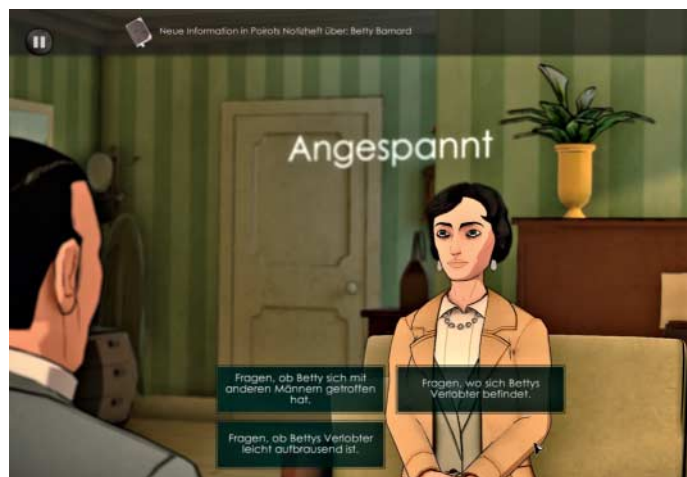 Neue Information in Poirots Notizheft über: Betty Barnard
Angespannt
Fragen, ob Betty sich mit
anderen Männern getroffen
hat.
Fragen, wo sich Bettys
Verlobter befindet.
Fragen, ob Bettys Verlobter
leicht aufbrausend ist.